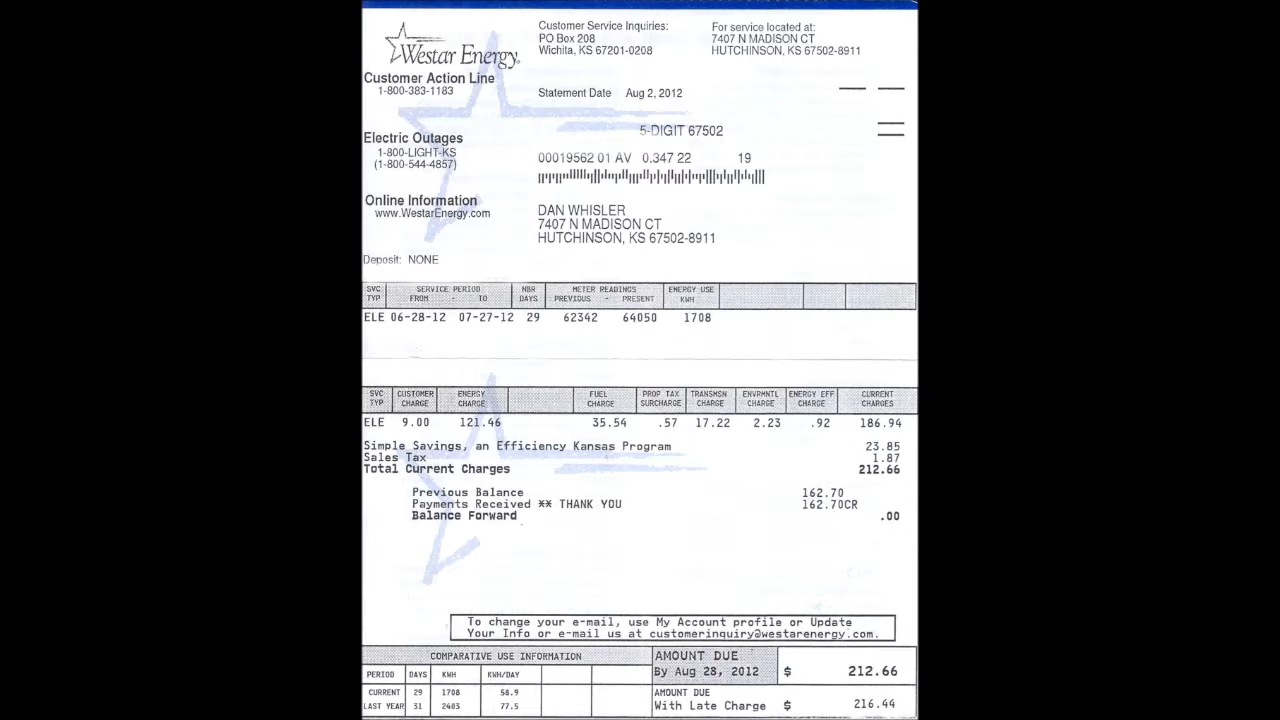 Westar Energy.
Customer Service Inquiries:
PO Box 208
Wichita, KS 67201-0208
For service located at:
7407 N MADISON CT
HUTCHINSON, KS 67502-8911
Customer Action Line
1-800-383-1183
Statement Date Aug 2, 2012
5-DIGIT 67502
Electric Outages
1-800-LIGHT-KS
(1-800-544-4857)
00019562 01 AV 0.347 22 19
Online Information
www.WestarEnergy.com
DAN WHISLER
7407 N MADISON CT
HUTCHINSON, KS 67502-8911
Deposit: NONE
SVC TYP SERVICE PERIOD FROM - TO NBR DAYS METER READINGS PREVIOUS - PRESENT ENERGY USE KWH
ELE 06-28-12 07-27-12 29 62342 64050 1708
SVC TYP CUSTOMER CHARGE ENERGY CHARGE FUEL CHARGE PROP TAX SURCHARGE TRANSMSN CHARGE ENVRMNTL CHARGE ENERGY EFF CHARGE CURRENT CHARGES
ELE 9.00 121.46 35.54 .57 17.22 2.23 .92 186.94
Simple Savings, an Efficiency Kansas Program 23.85
Sales Tax 1.87
Total Current Charges 212.66
Previous Balance 162.70
Payments Received ** THANK YOU 162.70CR
Balance Forward .00
To change your e-mail, use My Account profile or Update
Your Info or e-mail us at customerinquiry@westarenergy.com.
COMPARATIVE USE INFORMATION
PERIOD DAYS KWH KWH/DAY
CURRENT 29 1708 58.9
LAST YEAR 31 2403 77.5
AMOUNT DUE
By Aug 28, 2012 $ 212.66
AMOUNT DUE
With Late Charge $ 216.44